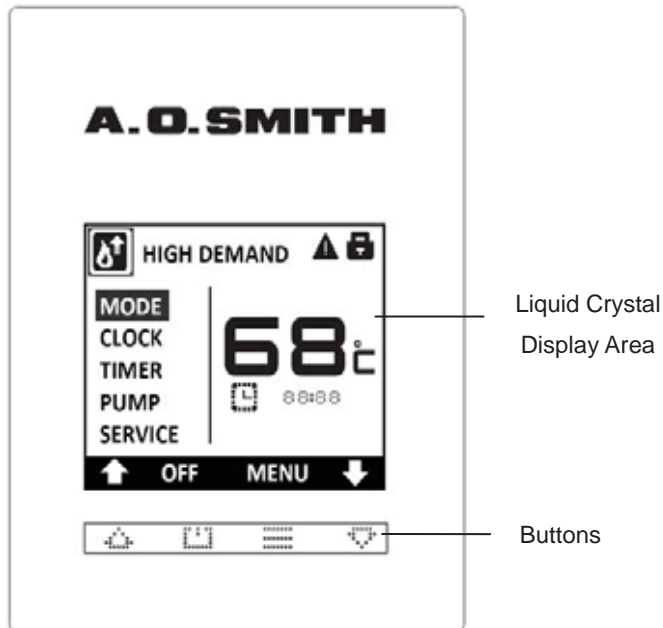 A.O.SMITH
HIGH DEMAND
MODE
CLOCK
TIMER
PUMP
SERVICE
68℃
88:88
OFF MENU
Liquid Crystal
Display Area
Buttons